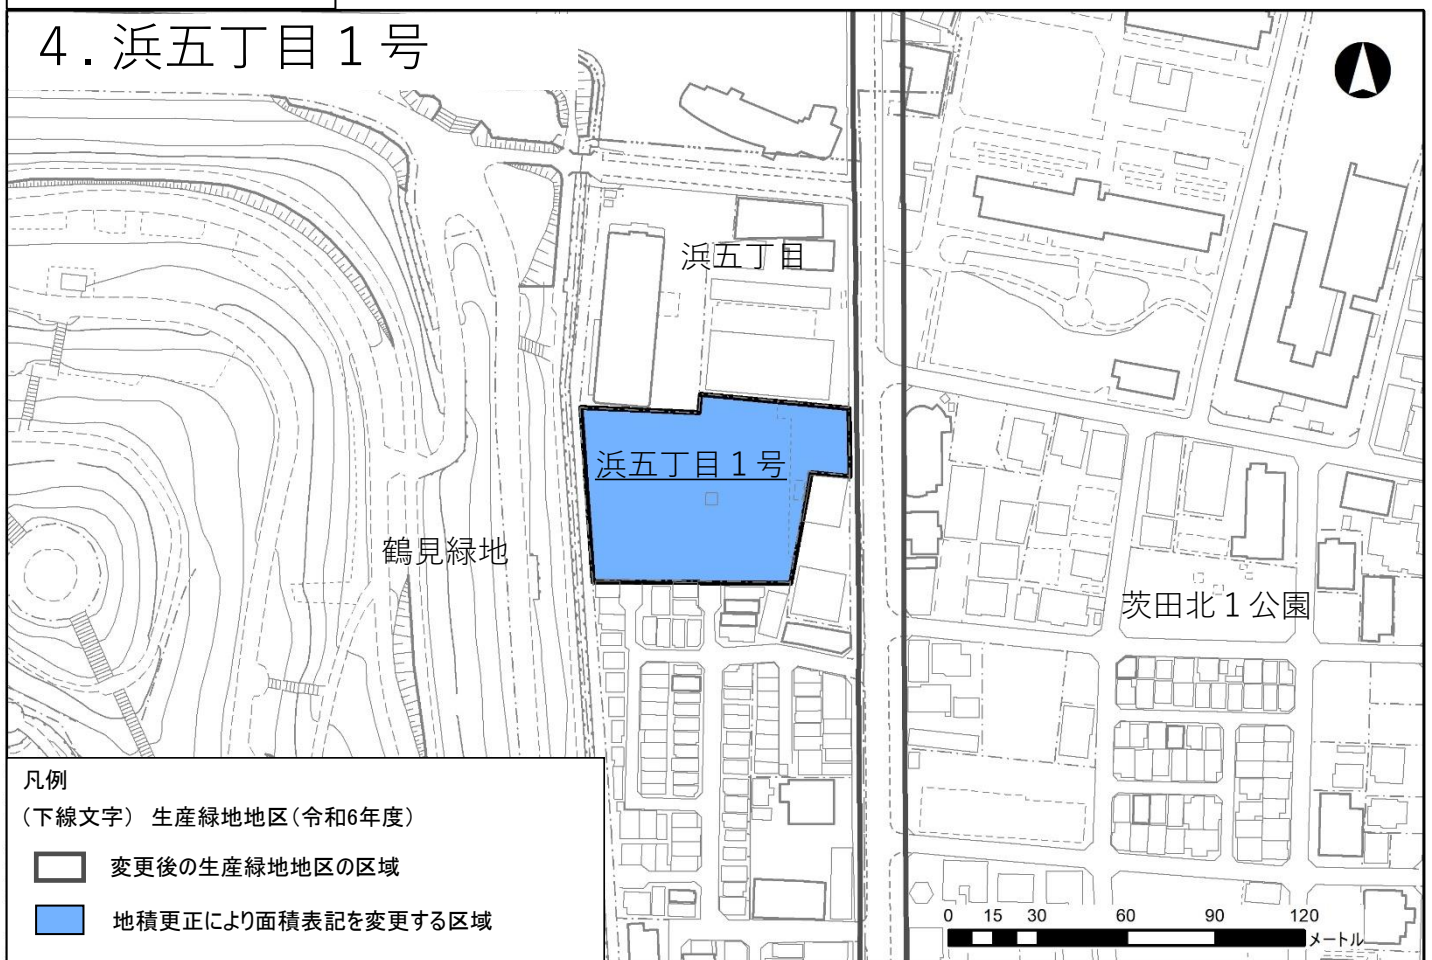 ４.浜五丁目１号
浜五丁目
浜五丁目１号
鶴見緑地
茨田北１公園
凡例
（下線文字） 生産緑地地区（令和6年度）
変更後の生産緑地地区の区域
地積更正により面積表記を変更する区域
0 15 30 60 90 120
メートル